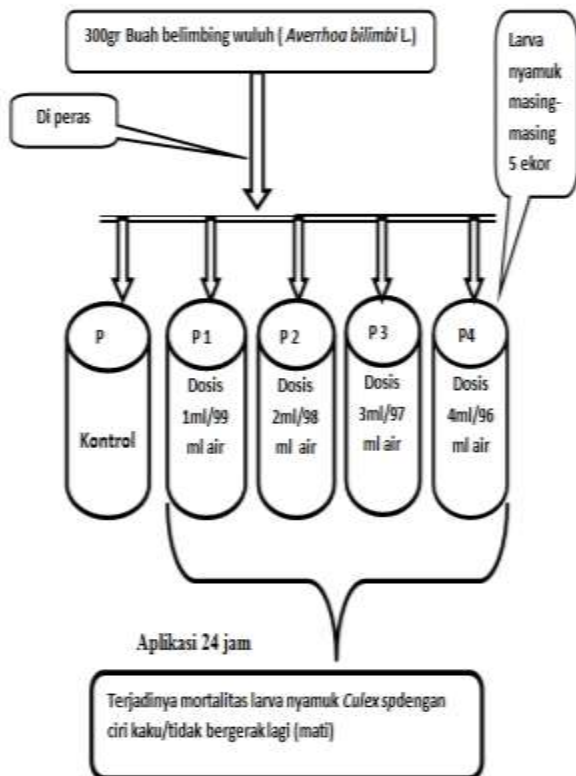 300gr Buah belimbing wuluh ( Averrhoa bilimbi L.)
Larva
nyamuk
masing-
masing
5 ekor
Di peras
P
P 1
P 2
P 3
P4
Kontrol
Dosis
1ml/99
ml air
Dosis
2ml/98
ml air
Dosis
3ml/97
ml air
Dosis
4ml/96
ml air
Aplikasi 24 jam
Terjadinya mortalitas larva nyamuk Culex spdengan
ciri kaku/tidak bergerak lagi (mati)